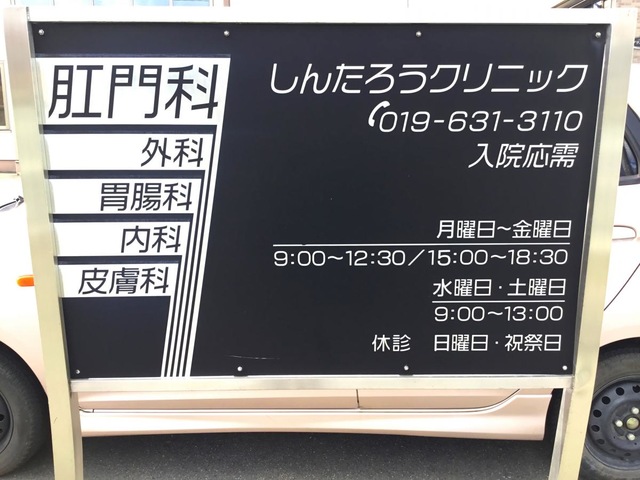 肛門科
外科
胃腸科
内科
皮膚科
しんたろうクリニック
019-631-3110
入院応需
月曜日～金曜日
9:00～12:30／15:00～18:30
水曜日・土曜日
9:00～13:00
休診 日曜日・祝祭日